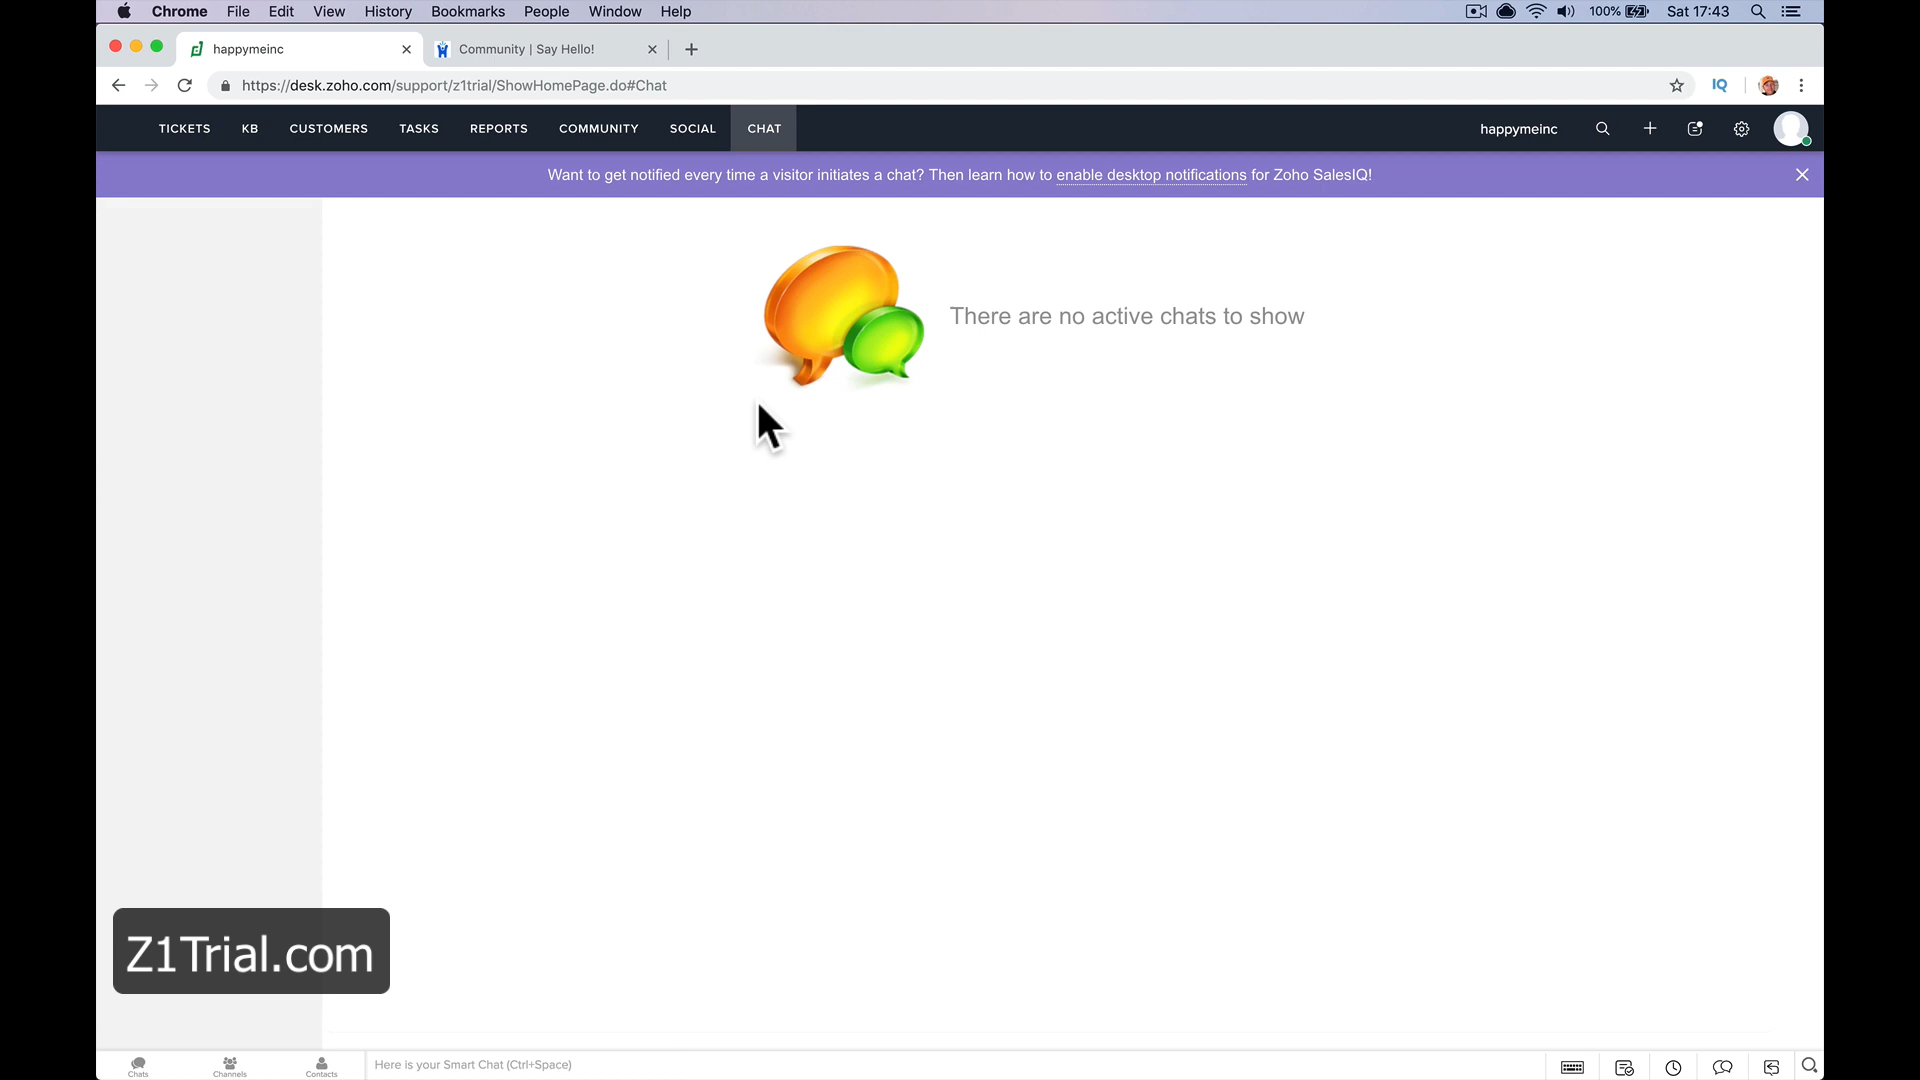 Chrome File Edit View History Bookmarks People Window Help 100% Sat 17:43
happymeinc Community | Say Hello!
https://desk.zoho.com/support/z1trial/ShowHomePage.do#Chat IQ
TICKETS KB CUSTOMERS TASKS REPORTS COMMUNITY SOCIAL CHAT happymeinc
Want to get notified every time a visitor initiates a chat? Then learn how to enable desktop notifications for Zoho SalesIQ!
There are no active chats to show
Z1Trial.com
Chats Channels Contacts Here is your Smart Chat (Ctrl+Space)